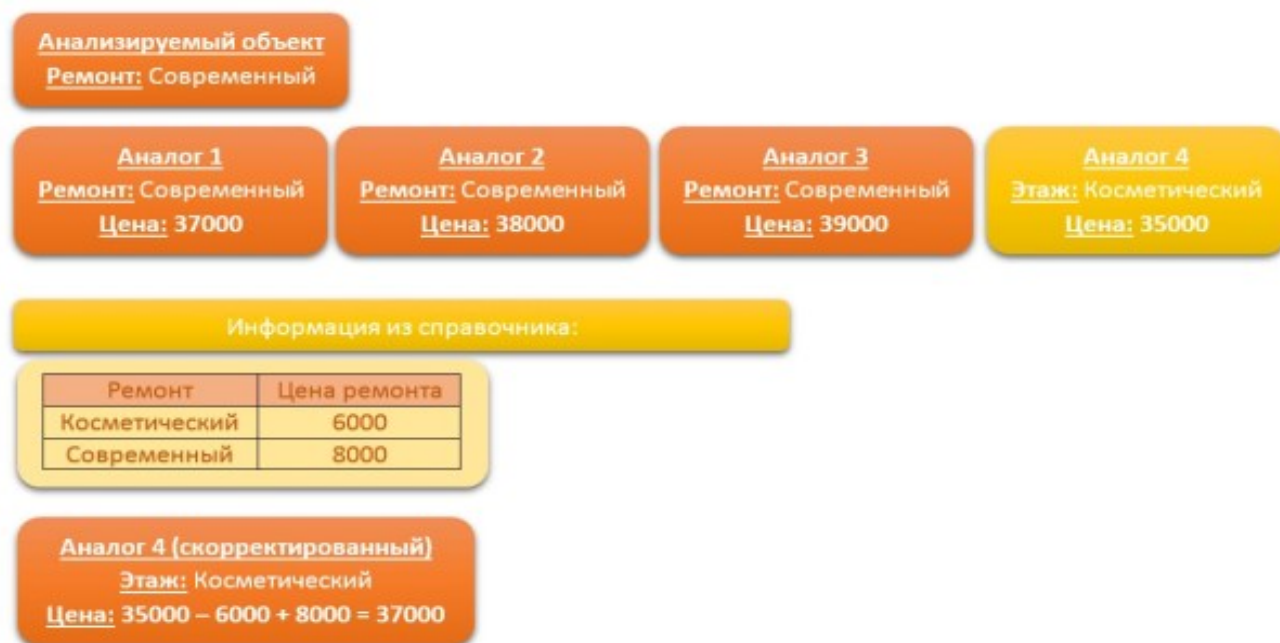 Анализируемый объект
Ремонт: Современный
Аналог 1
Ремонт: Современный
Цена: 37000
Аналог 2
Ремонт: Современный
Цена: 38000
Аналог 3
Ремонт: Современный
Цена: 39000
Аналог 4
Этаж: Косметический
Цена: 35000
Информация из справочника:
Ремонт Цена ремонта
Косметический 6000
Современный 8000
Аналог 4 (скорректированный)
Этаж: Косметический
Цена: 35000 – 6000 + 8000 = 37000